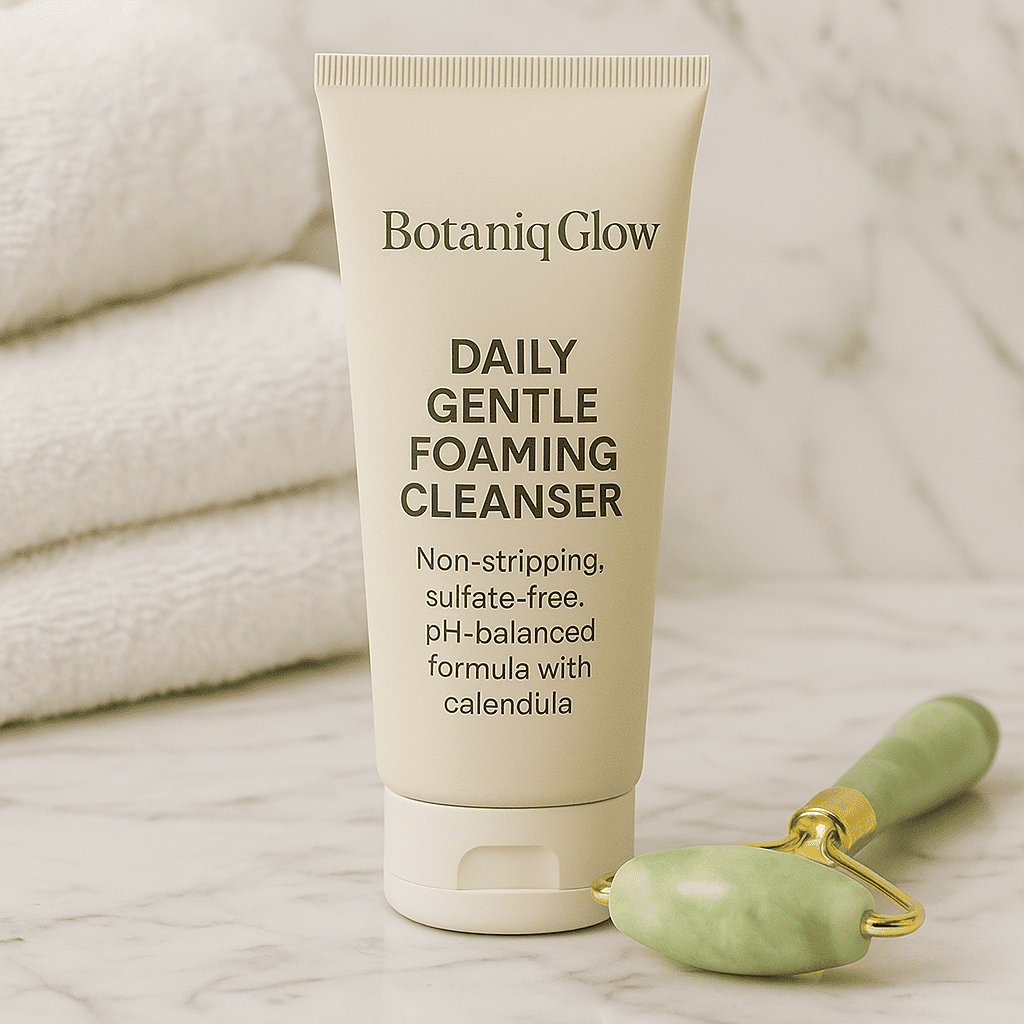 Botaniq Glow
DAILY
GENTLE
FOAMING
CLEANSER
Non-stripping,
sulfate-free.
pH-balanced
formula with
calendula